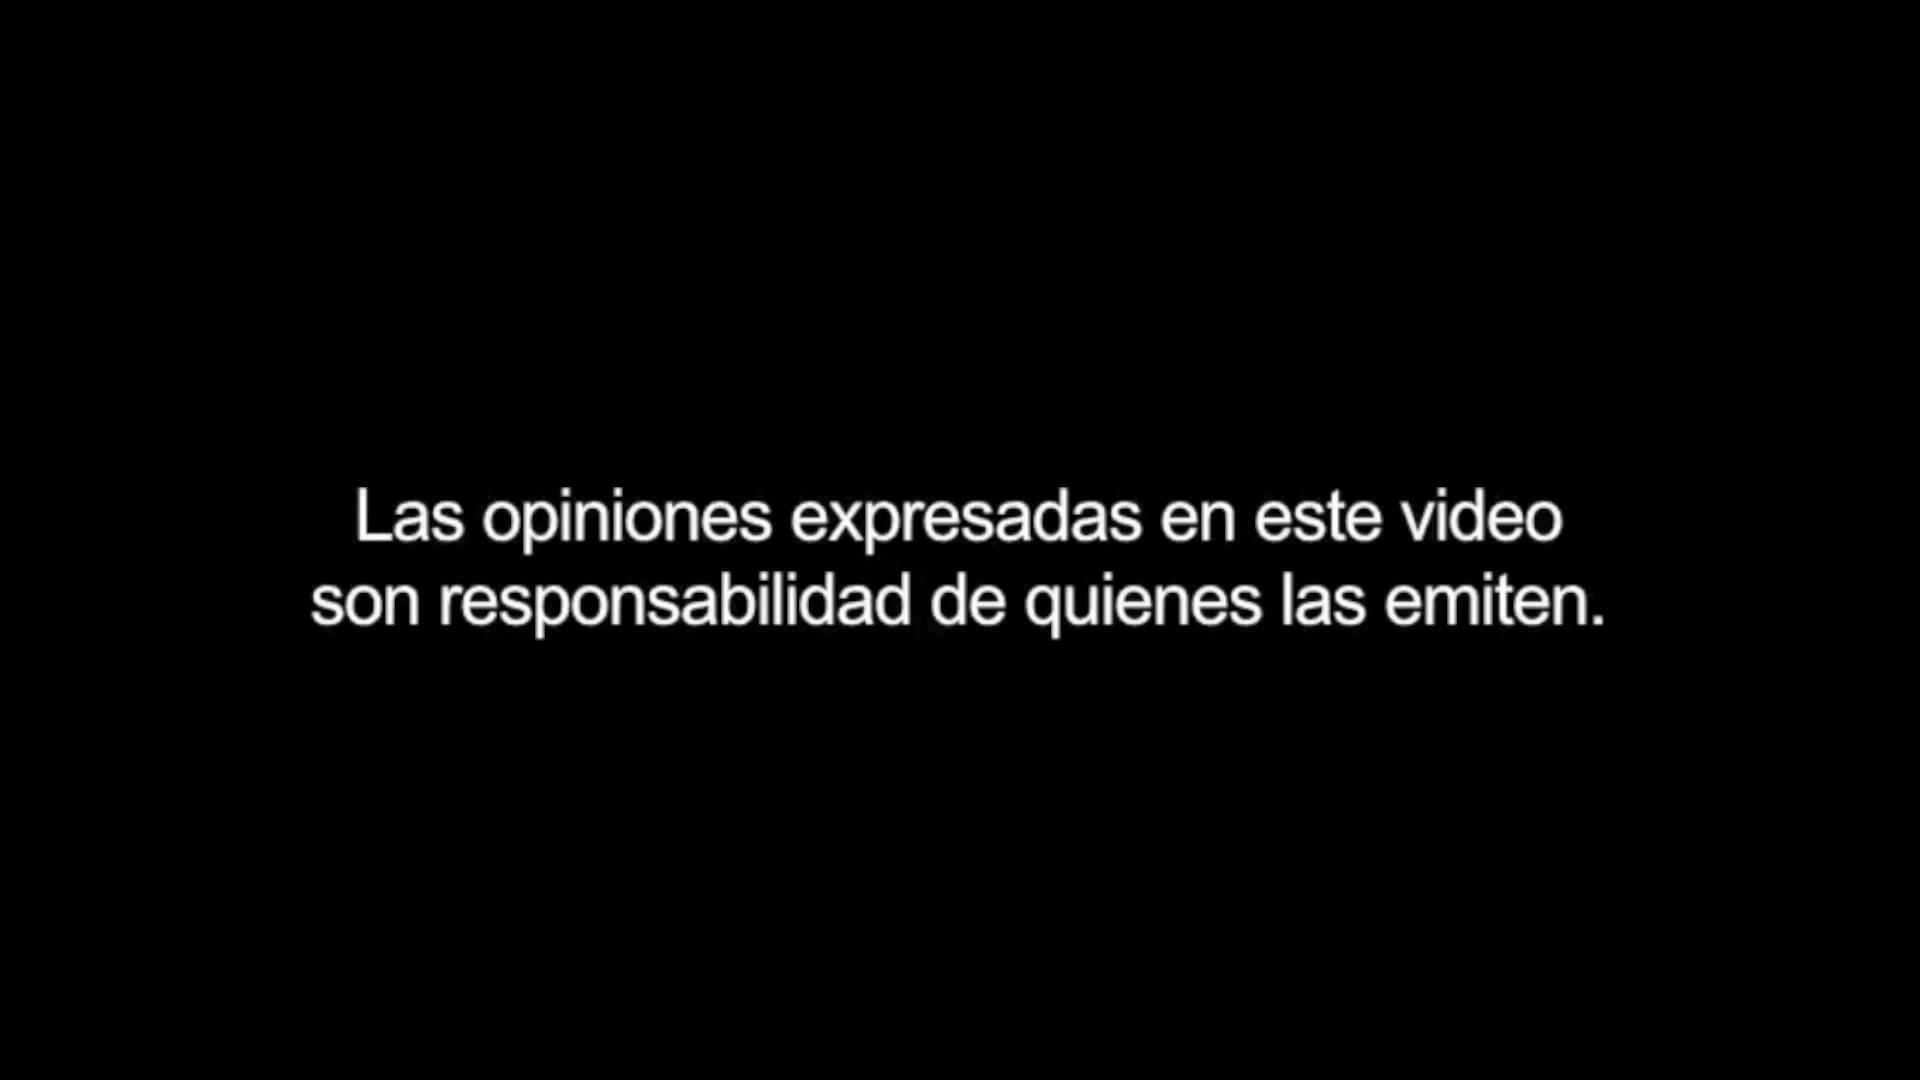 Las opiniones expresadas en este video
son responsabilidad de quienes las emiten.